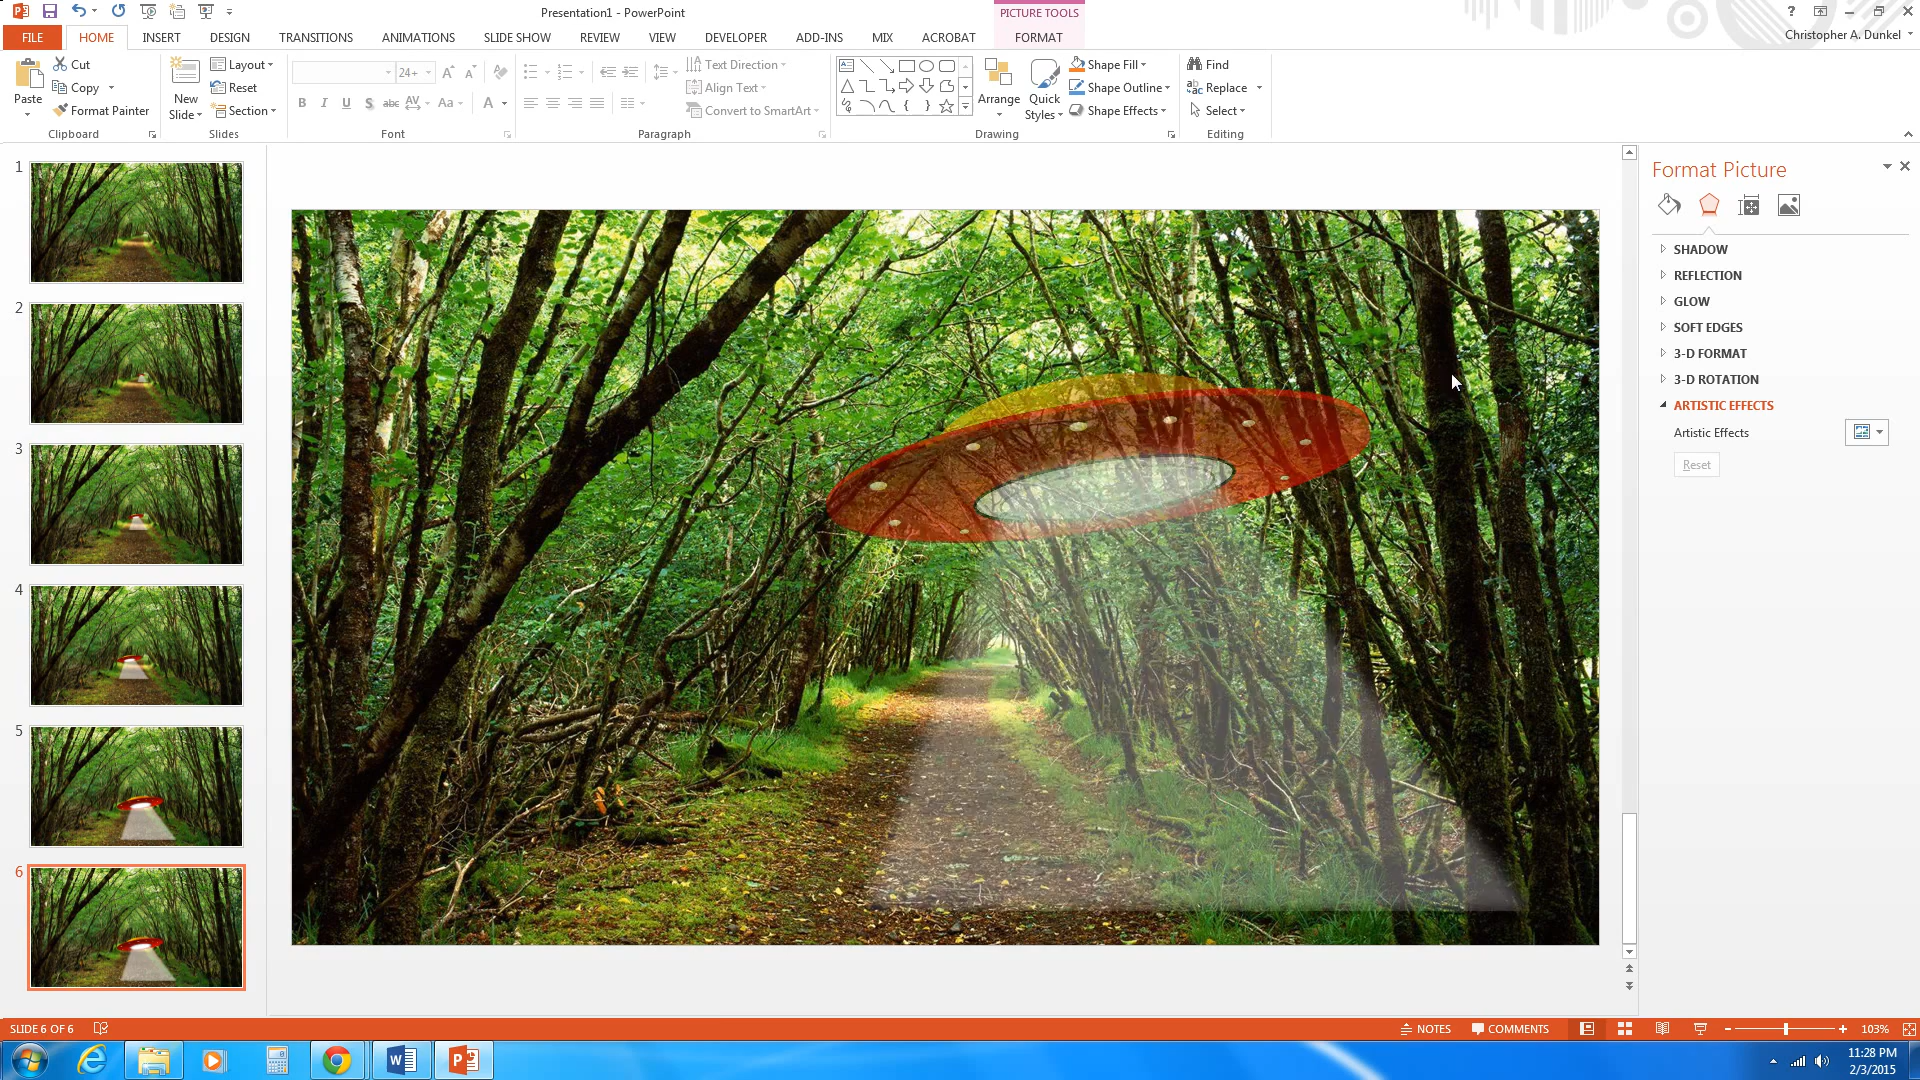 Presentation1 - PowerPoint
PICTURE TOOLS
?
FILE
HOME
INSERT
DESIGN
TRANSITIONS
ANIMATIONS
SLIDE SHOW
REVIEW
VIEW
DEVELOPER
ADD-INS
MIX
ACROBAT
FORMAT
Christopher A. Dunkel
Paste
Cut
Copy
Format Painter
Clipboard
New
Slide
Layout
Reset
Section
Slides
24+
A A
B I U S abc AV Aa A
Font
Text Direction
Align Text
Convert to SmartArt
Paragraph
Arrange
Quick
Styles
Shape Fill
Shape Outline
Shape Effects
Drawing
Find
Replace
Select
Editing
1
2
3
4
5
6
Format Picture
SHADOW
REFLECTION
GLOW
SOFT EDGES
3-D FORMAT
3-D ROTATION
ARTISTIC EFFECTS
Artistic Effects
Reset
SLIDE 6 OF 6
NOTES
COMMENTS
103%
11:28 PM
2/3/2015